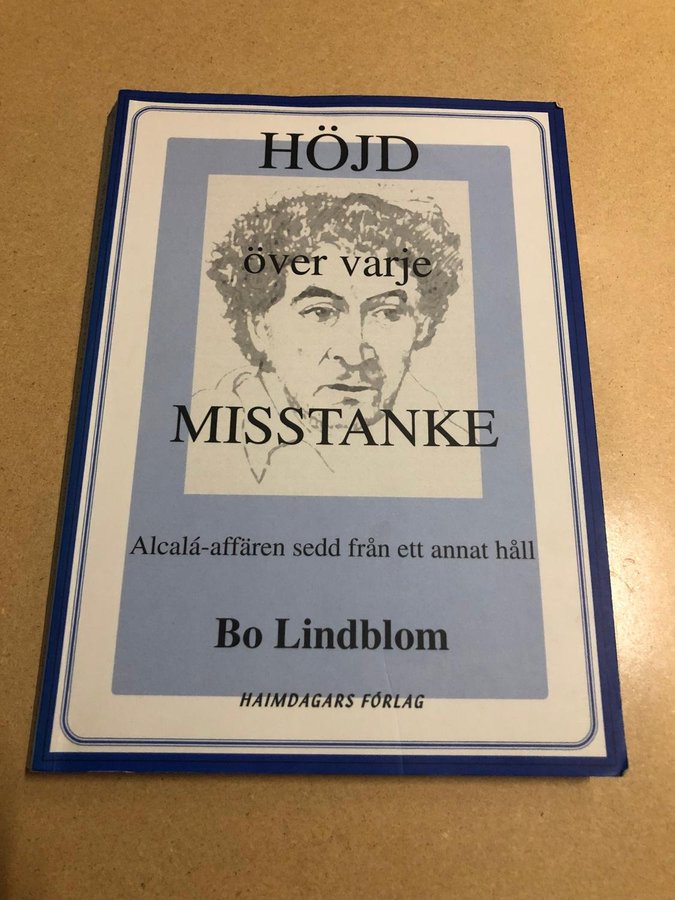 HÖJD
över varje
MISSTANKE
Alcalá-affären sedd från ett annat håll
Bo Lindblom
HAIMDAGARS FÖRLAG